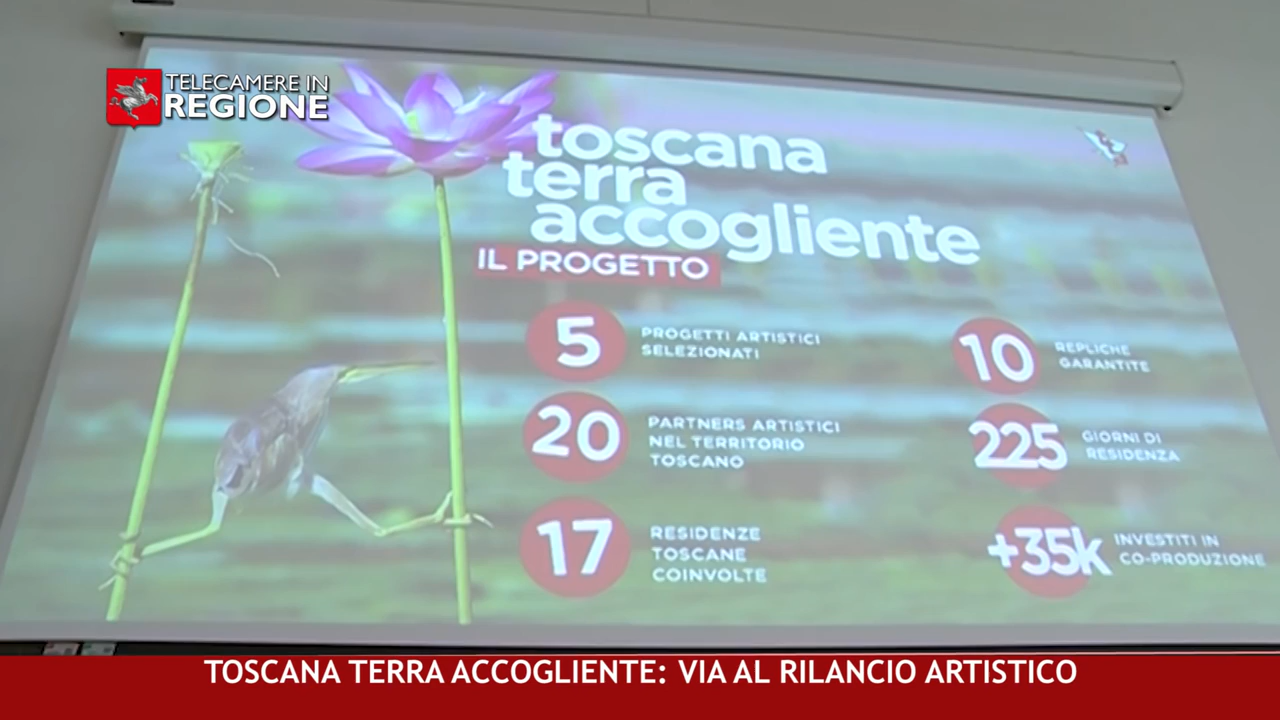 TELECAMERE IN
REGIONE
toscana
terra
accogliente
IL PROGETTO
5
PROGETTI ARTISTICI
SELEZIONATI
20
PARTNERS ARTISTICI
NEL TERRITORIO
TOSCANO
17
RESIDENZE
TOSCANE
COINVOLTE
10
REPLICHE
GARANTITE
225
GIORNI DI
RESIDENZA
+35k
INVESTITI IN
CO-PRODUZIONE
TOSCANA TERRA ACCOGLIENTE: VIA AL RILANCIO ARTISTICO